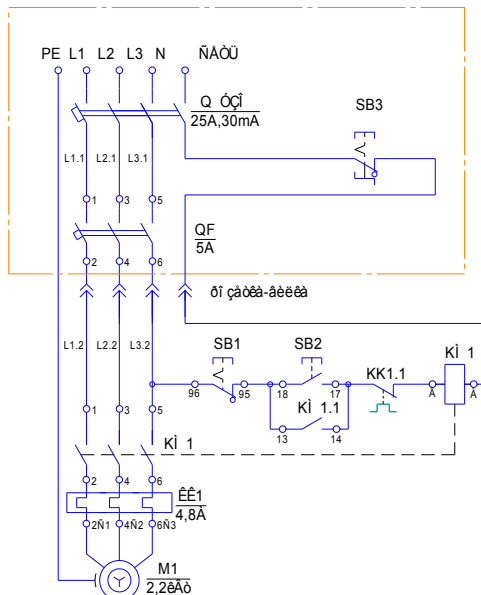 PE L1 L2 L3 N ÑÅÒÜ
Q ÓÇÎ
25A,30mA
SB3
L1.1 L2.1 L3.1
1 3 5
QF
5A
2 4 6
ðî çåòêà-âèëêà
L1.2 L2.2 L3.2
SB1 SB2 KK1.1 KÌ 1
96 95 18 17 A A
KÌ 1.1
13 14
1 3 5
KÌ 1
2 4 6
ÊÊ1
4,8À
2Ñ1 4Ñ2 6Ñ3
M1
2,2êÂò